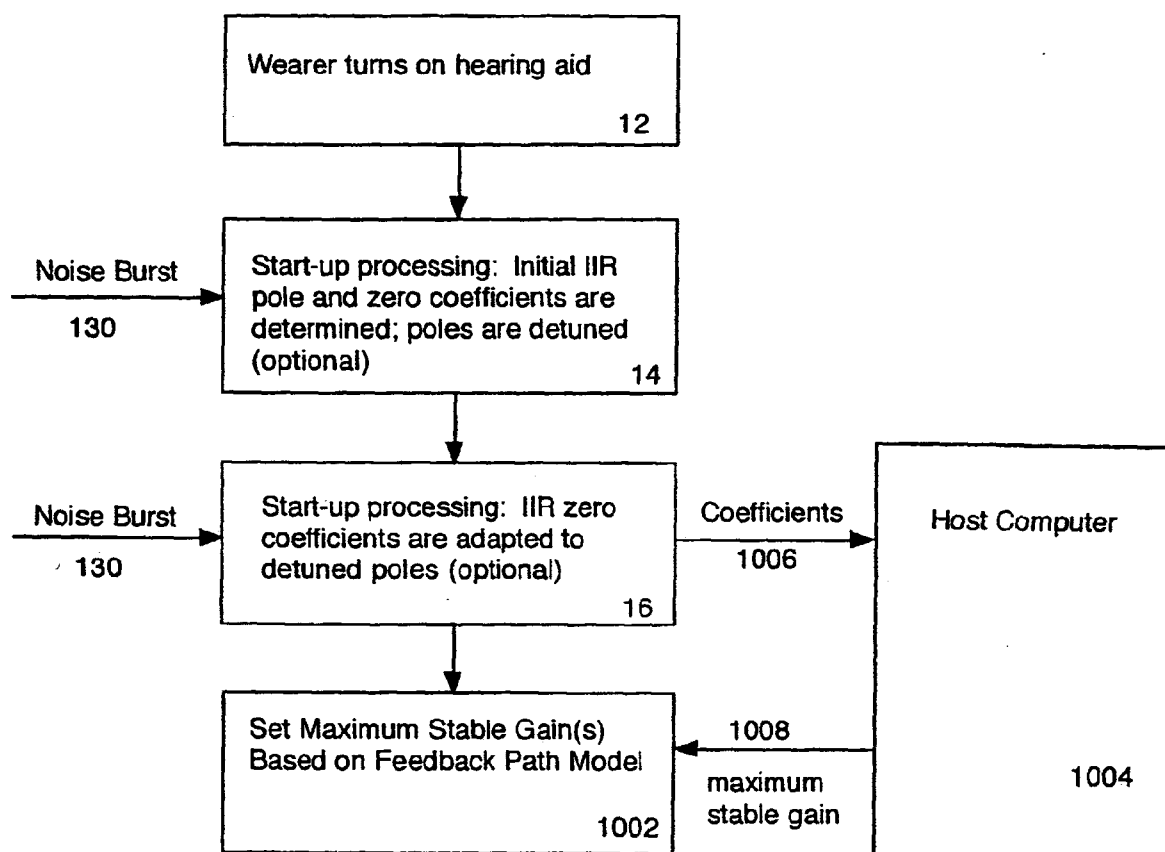 Wearer turns on hearing aid
12
Noise Burst
130
Start-up processing: Initial IIR
pole and zero coefficients are
determined; poles are detuned
(optional)
14
Noise Burst
130
Start-up processing: IIR zero
coefficients are adapted to
detuned poles (optional)
16
Coefficients
1006
Host Computer
1004
Set Maximum Stable Gain(s)
Based on Feedback Path Model
1002
1008
maximum
stable gain